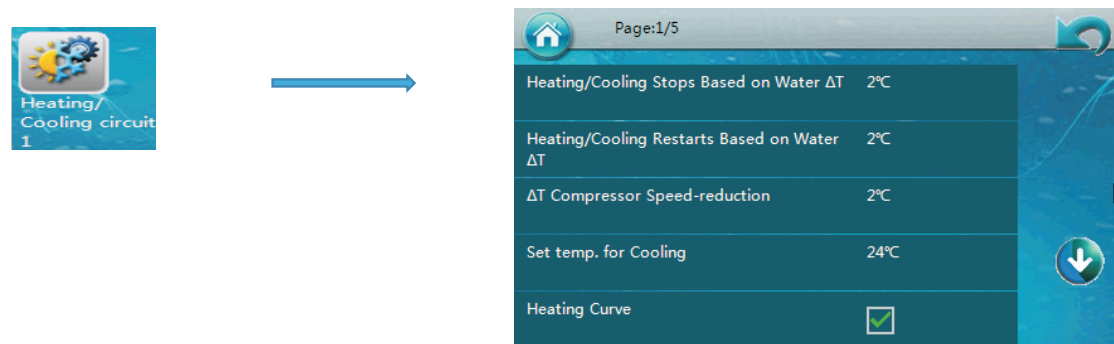 Heating/
Cooling circuit
1
Page:1/5
Heating/Cooling Stops Based on Water ΔT 2℃
Heating/Cooling Restarts Based on Water 2℃
ΔT
ΔT Compressor Speed-reduction 2℃
Set temp. for Cooling 24℃
Heating Curve